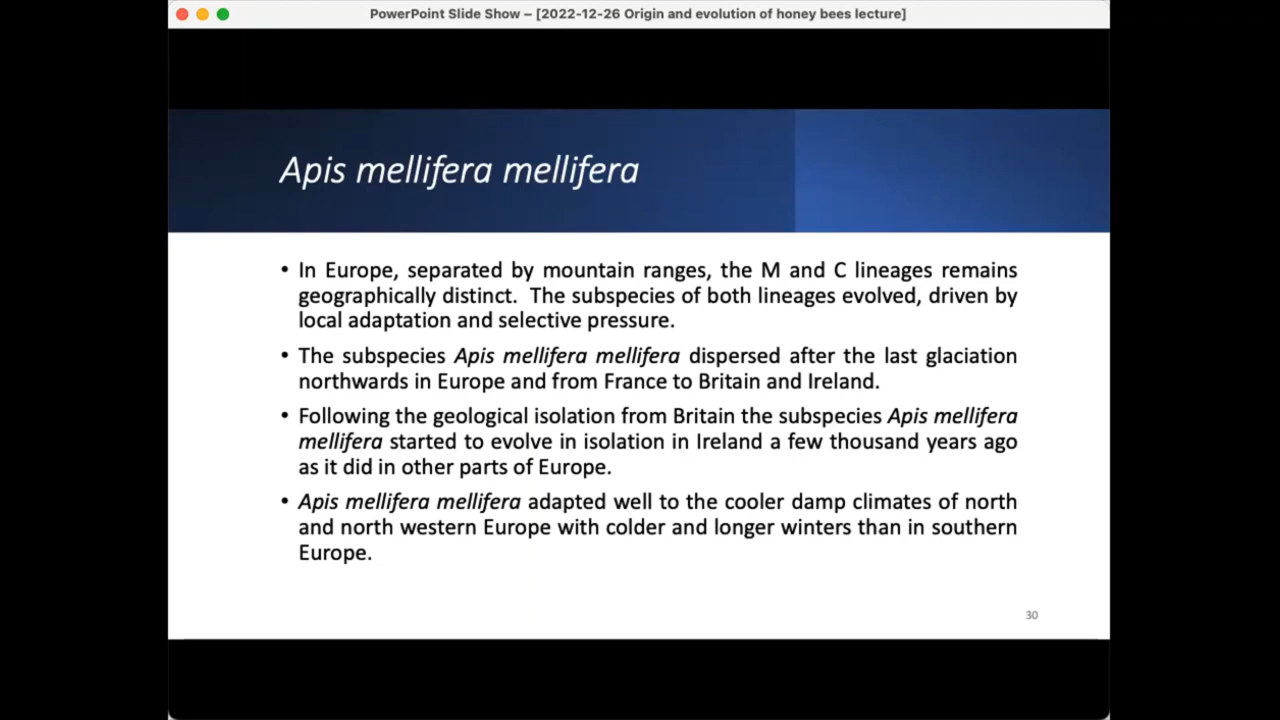 PowerPoint Slide Show – [2022-12-26 Origin and evolution of honey bees lecture]
Apis mellifera mellifera
• In Europe, separated by mountain ranges, the M and C lineages remains
geographically distinct.  The subspecies of both lineages evolved, driven by
local adaptation and selective pressure.
• The subspecies Apis mellifera mellifera dispersed after the last glaciation
northwards in Europe and from France to Britain and Ireland.
• Following the geological isolation from Britain the subspecies Apis mellifera
mellifera started to evolve in isolation in Ireland a few thousand years ago
as it did in other parts of Europe.
• Apis mellifera mellifera adapted well to the cooler damp climates of north
and north western Europe with colder and longer winters than in southern
Europe.
30